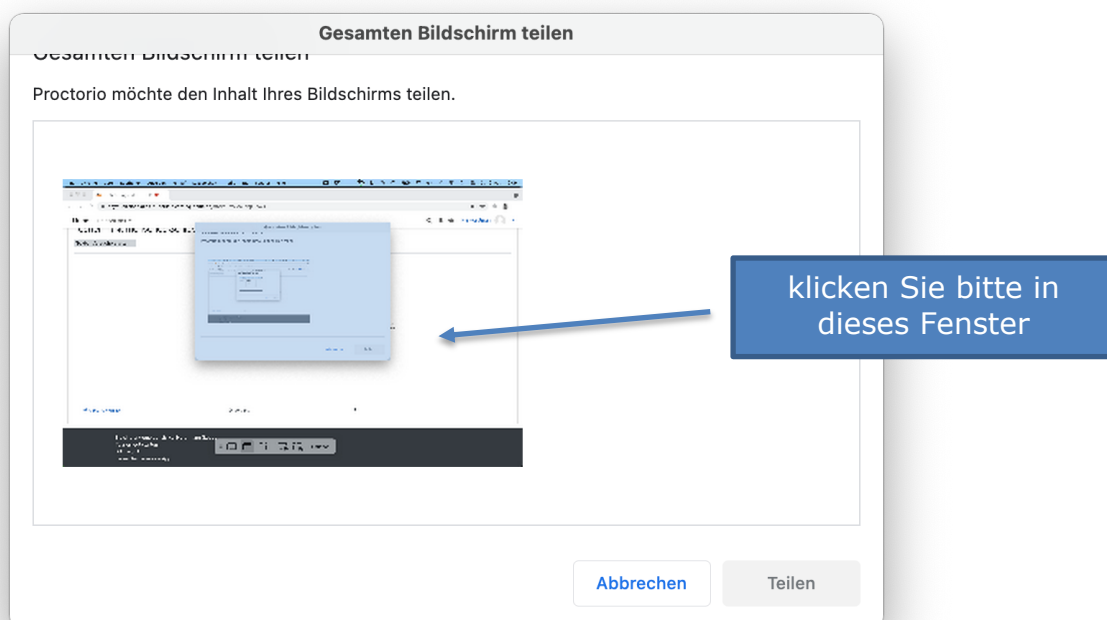 Gesamten Bildschirm teilen
Gesamten Bildschirm teilen
Proctorio möchte den Inhalt Ihres Bildschirms teilen.
klicken Sie bitte in
dieses Fenster
Abbrechen
Teilen